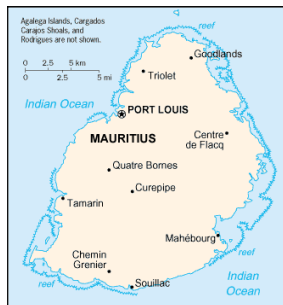 Agalega Islands, Cargados
Carajos Shoals, and
Rodrigues are not shown.
reef
Goodlands
0 2.5 5 km
0 2.5 5 mi
Triolet
Indian Ocean
PORT LOUIS
MAURITIUS
Centre
de Flacq
Quatre Bornes
Curepipe
Tamarin
Mahébourg
reef
Chemin
Grenier
Indian
Ocean
reef
Souillac